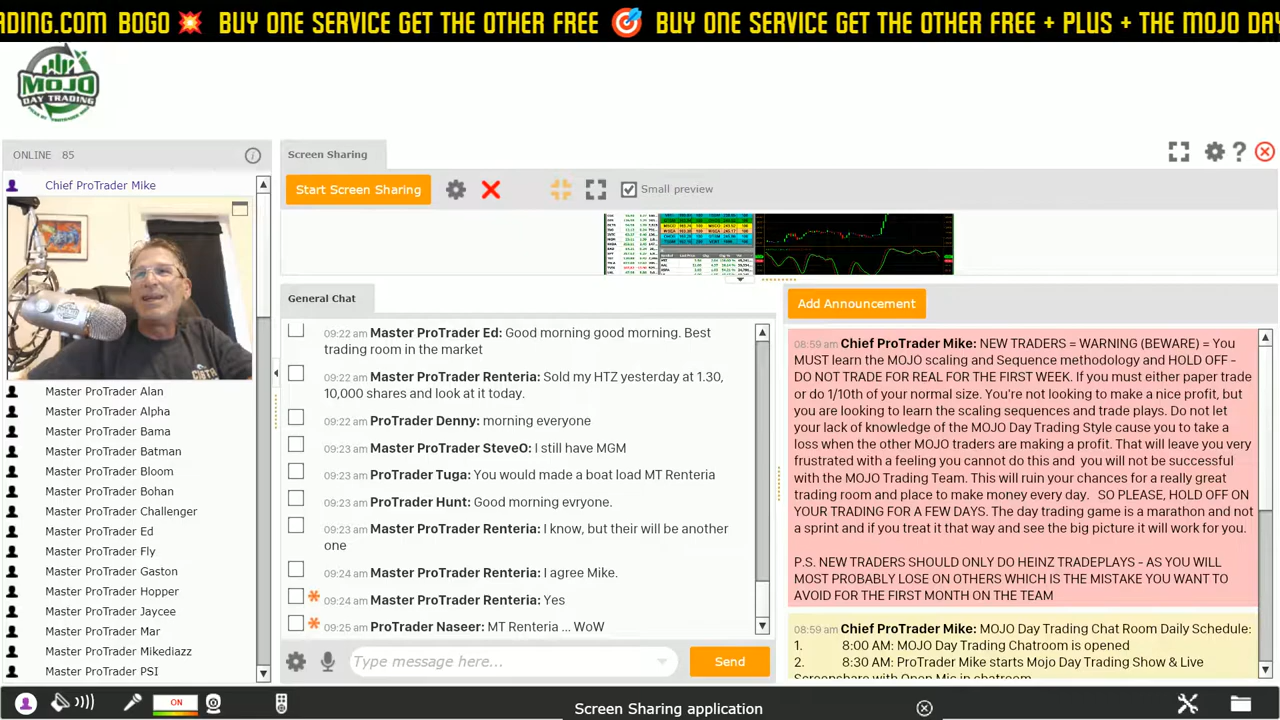 ADING.COM BOGO BUY ONE SERVICE GET THE OTHER FREE BUY ONE SERVICE GET THE OTHER FREE + PLUS + THE MOJO DAY
MOJO
DAY TRADING
ONLINE 85
Screen Sharing
Chief ProTrader Mike
Start Screen Sharing
Small preview
General Chat
Add Announcement
09:22 am Master ProTrader Ed: Good morning good morning. Best
trading room in the market
09:22 am Master ProTrader Renteria: Sold my HTZ yesterday at 1.30,
10,000 shares and look at it today.
09:22 am ProTrader Denny: morning everyone
09:23 am Master ProTrader SteveO: I still have MGM
09:23 am ProTrader Tuga: You would made a boat load MT Renteria
09:23 am ProTrader Hunt: Good morning evryone.
09:23 am Master ProTrader Renteria: I know, but their will be another
one
09:24 am Master ProTrader Renteria: I agree Mike.
09:24 am Master ProTrader Renteria: Yes
09:25 am ProTrader Naseer: MT Renteria ... WoW
Type message here...
Send
08:59 am Chief ProTrader Mike: NEW TRADERS = WARNING (BEWARE) = You
MUST learn the MOJO scaling and Sequence methodology and HOLD OFF -
DO NOT TRADE FOR REAL FOR THE FIRST WEEK. If you must either paper trade
or do 1/10th of your normal size. You're not looking to make a nice profit, but
you are looking to learn the scaling sequences and trade plays. Do not let
your lack of knowledge of the MOJO Day Trading Style cause you to take a
loss when the other MOJO traders are making a profit. That will leave you very
frustrated with a feeling you cannot do this and you will not be successful
with the MOJO Trading Team. This will ruin your chances for a really great
trading room and place to make money every day. SO PLEASE, HOLD OFF ON
YOUR TRADING FOR A FEW DAYS. The day trading game is a marathon and not
a sprint and if you treat it that way and see the big picture it will work for you.
P.S. NEW TRADERS SHOULD ONLY DO HEINZ TRADEPLAYS - AS YOU WILL
MOST PROBABLY LOSE ON OTHERS WHICH IS THE MISTAKE YOU WANT TO
AVOID FOR THE FIRST MONTH ON THE TEAM
08:59 am Chief ProTrader Mike: MOJO Day Trading Chat Room Daily Schedule:
1. 8:00 AM: MOJO Day Trading Chatroom is opened
2. 8:30 AM: ProTrader Mike starts Mojo Day Trading Show & Live
Screenshare with Open Mic in chatroom
Master ProTrader Alan
Master ProTrader Alpha
Master ProTrader Bama
Master ProTrader Batman
Master ProTrader Bloom
Master ProTrader Bohan
Master ProTrader Challenger
Master ProTrader Ed
Master ProTrader Fly
Master ProTrader Gaston
Master ProTrader Hopper
Master ProTrader Jaycee
Master ProTrader Mar
Master ProTrader Mikediazz
Master ProTrader PSI
ON
Screen Sharing application